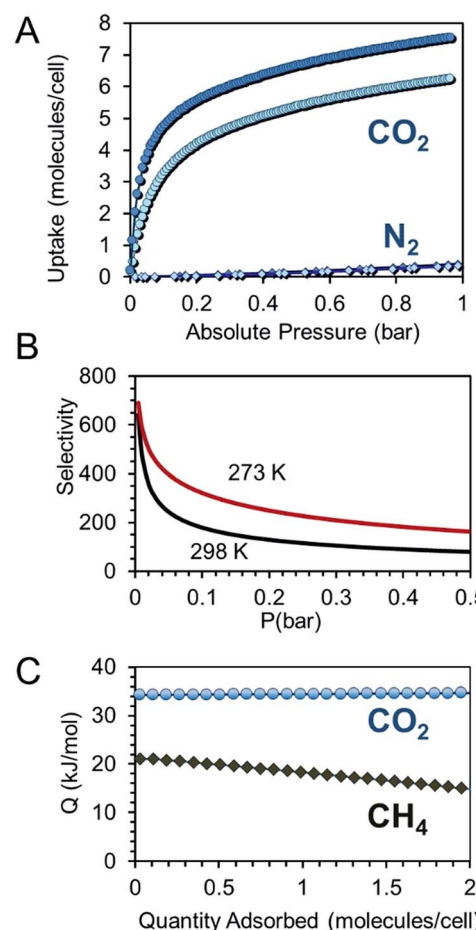 A
Uptake (molecules/cell)
8
7
6
5
4
3
2
1
0
CO₂
N₂
0 0.2 0.4 0.6 0.8 1
Absolute Pressure (bar)
B
Selectivity
800
600
400
200
0
273 K
298 K
0 0.1 0.2 0.3 0.4 0.5
P(bar)
C
Q (kJ/mol)
40
30
20
10
0
CO₂
CH₄
0 0.5 1 1.5 2
Quantity Adsorbed (molecules/cell)